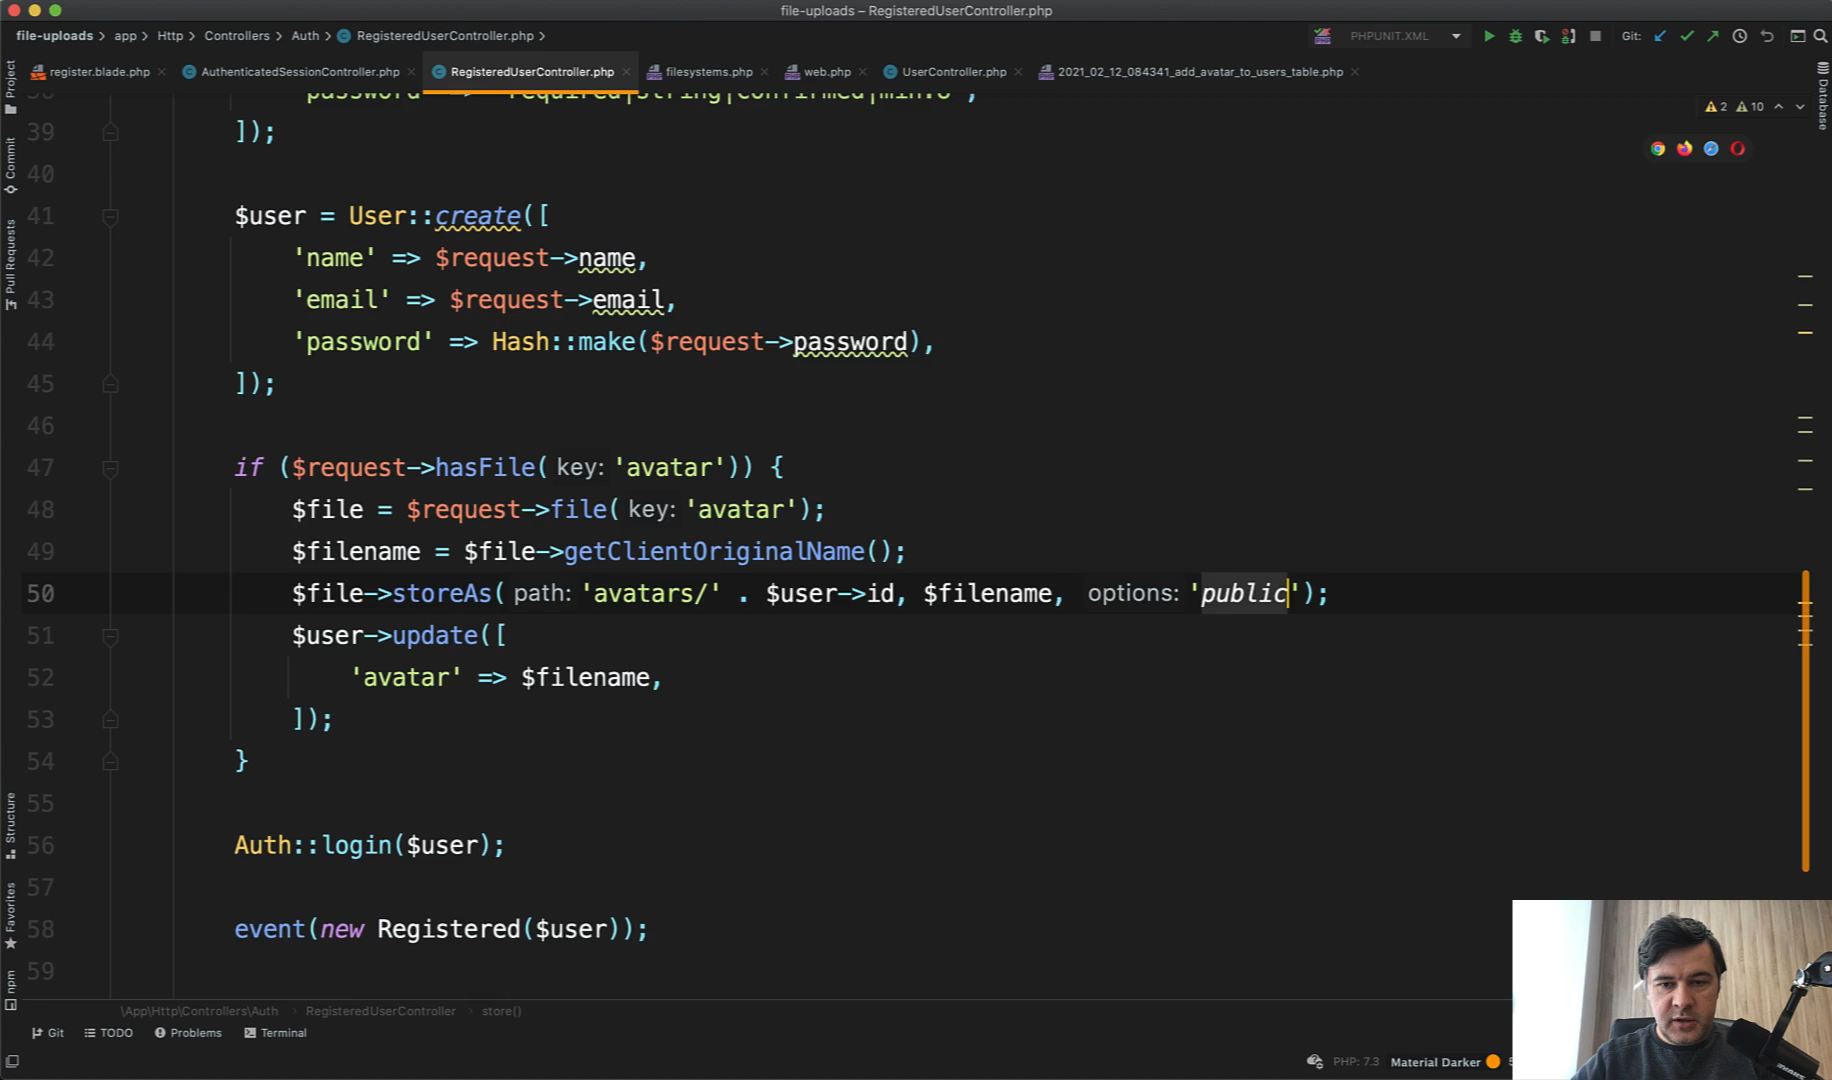 file-uploads – RegisteredUserController.php
file-uploads app Http Controllers Auth RegisteredUserController.php
PHPUNIT.XML
Git:
register.blade.php
AuthenticatedSessionController.php
RegisteredUserController.php
filesystems.php
web.php
UserController.php
2021_02_12_084341_add_avatar_to_users_table.php
Project
Commit
Pull Requests
Structure
Favorites
npm
Database
2 10
39 ]);
40
41 $user = User::create([
42 'name' => $request->name,
43 'email' => $request->email,
44 'password' => Hash::make($request->password),
45 ]);
46
47 if ($request->hasFile( key: 'avatar')) {
48 $file = $request->file( key: 'avatar');
49 $filename = $file->getClientOriginalName();
50 $file->storeAs( path: 'avatars/' . $user->id, $filename, options: 'public');
51 $user->update([
52 'avatar' => $filename,
53 ]);
54 }
55
56 Auth::login($user);
57
58 event(new Registered($user));
59
\App\Http\Controllers\Auth RegisteredUserController store()
Git TODO Problems Terminal
PHP: 7.3 Material Darker